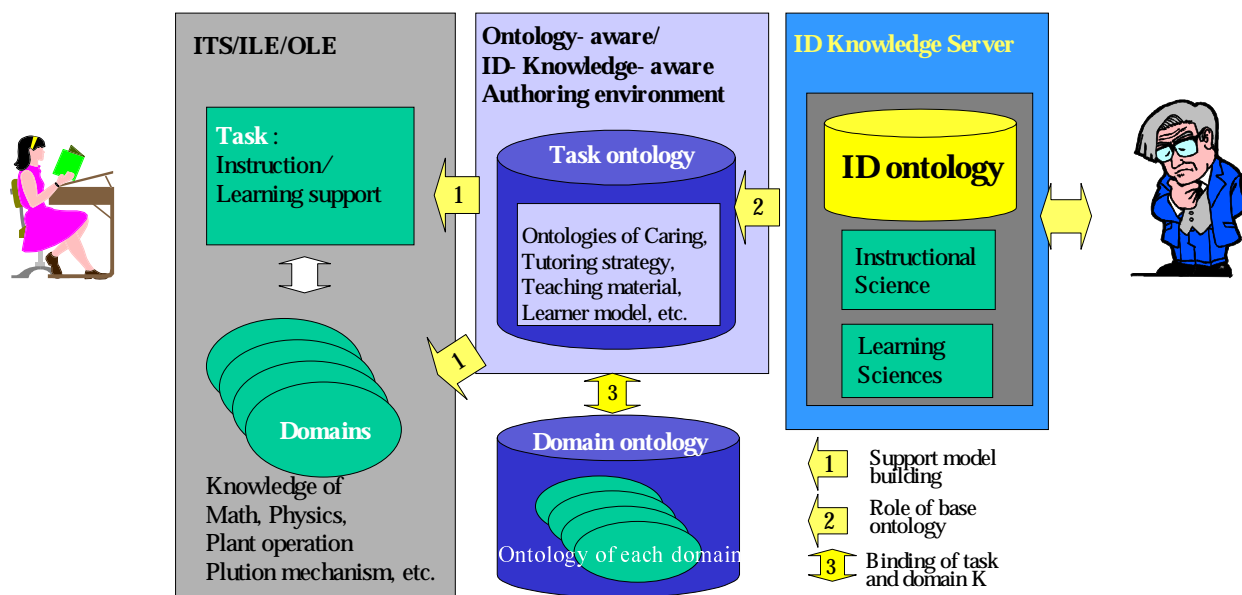 ITS/ILE/OLE
Task :
Instruction/
Learning support
Domains
Knowledge of
Math, Physics,
Plant operation
Plution mechanism, etc.
1
1
Ontology- aware/
ID- Knowledge- aware
Authoring environment
Task ontology
Ontologies of Caring,
Tutoring strategy,
Teaching material,
Learner model, etc.
2
3
Domain ontology
Ontology of each domain
ID Knowledge Server
ID ontology
Instructional
Science
Learning
Sciences
1 Support model
building
2 Role of base
ontology
3 Binding of task
and domain K